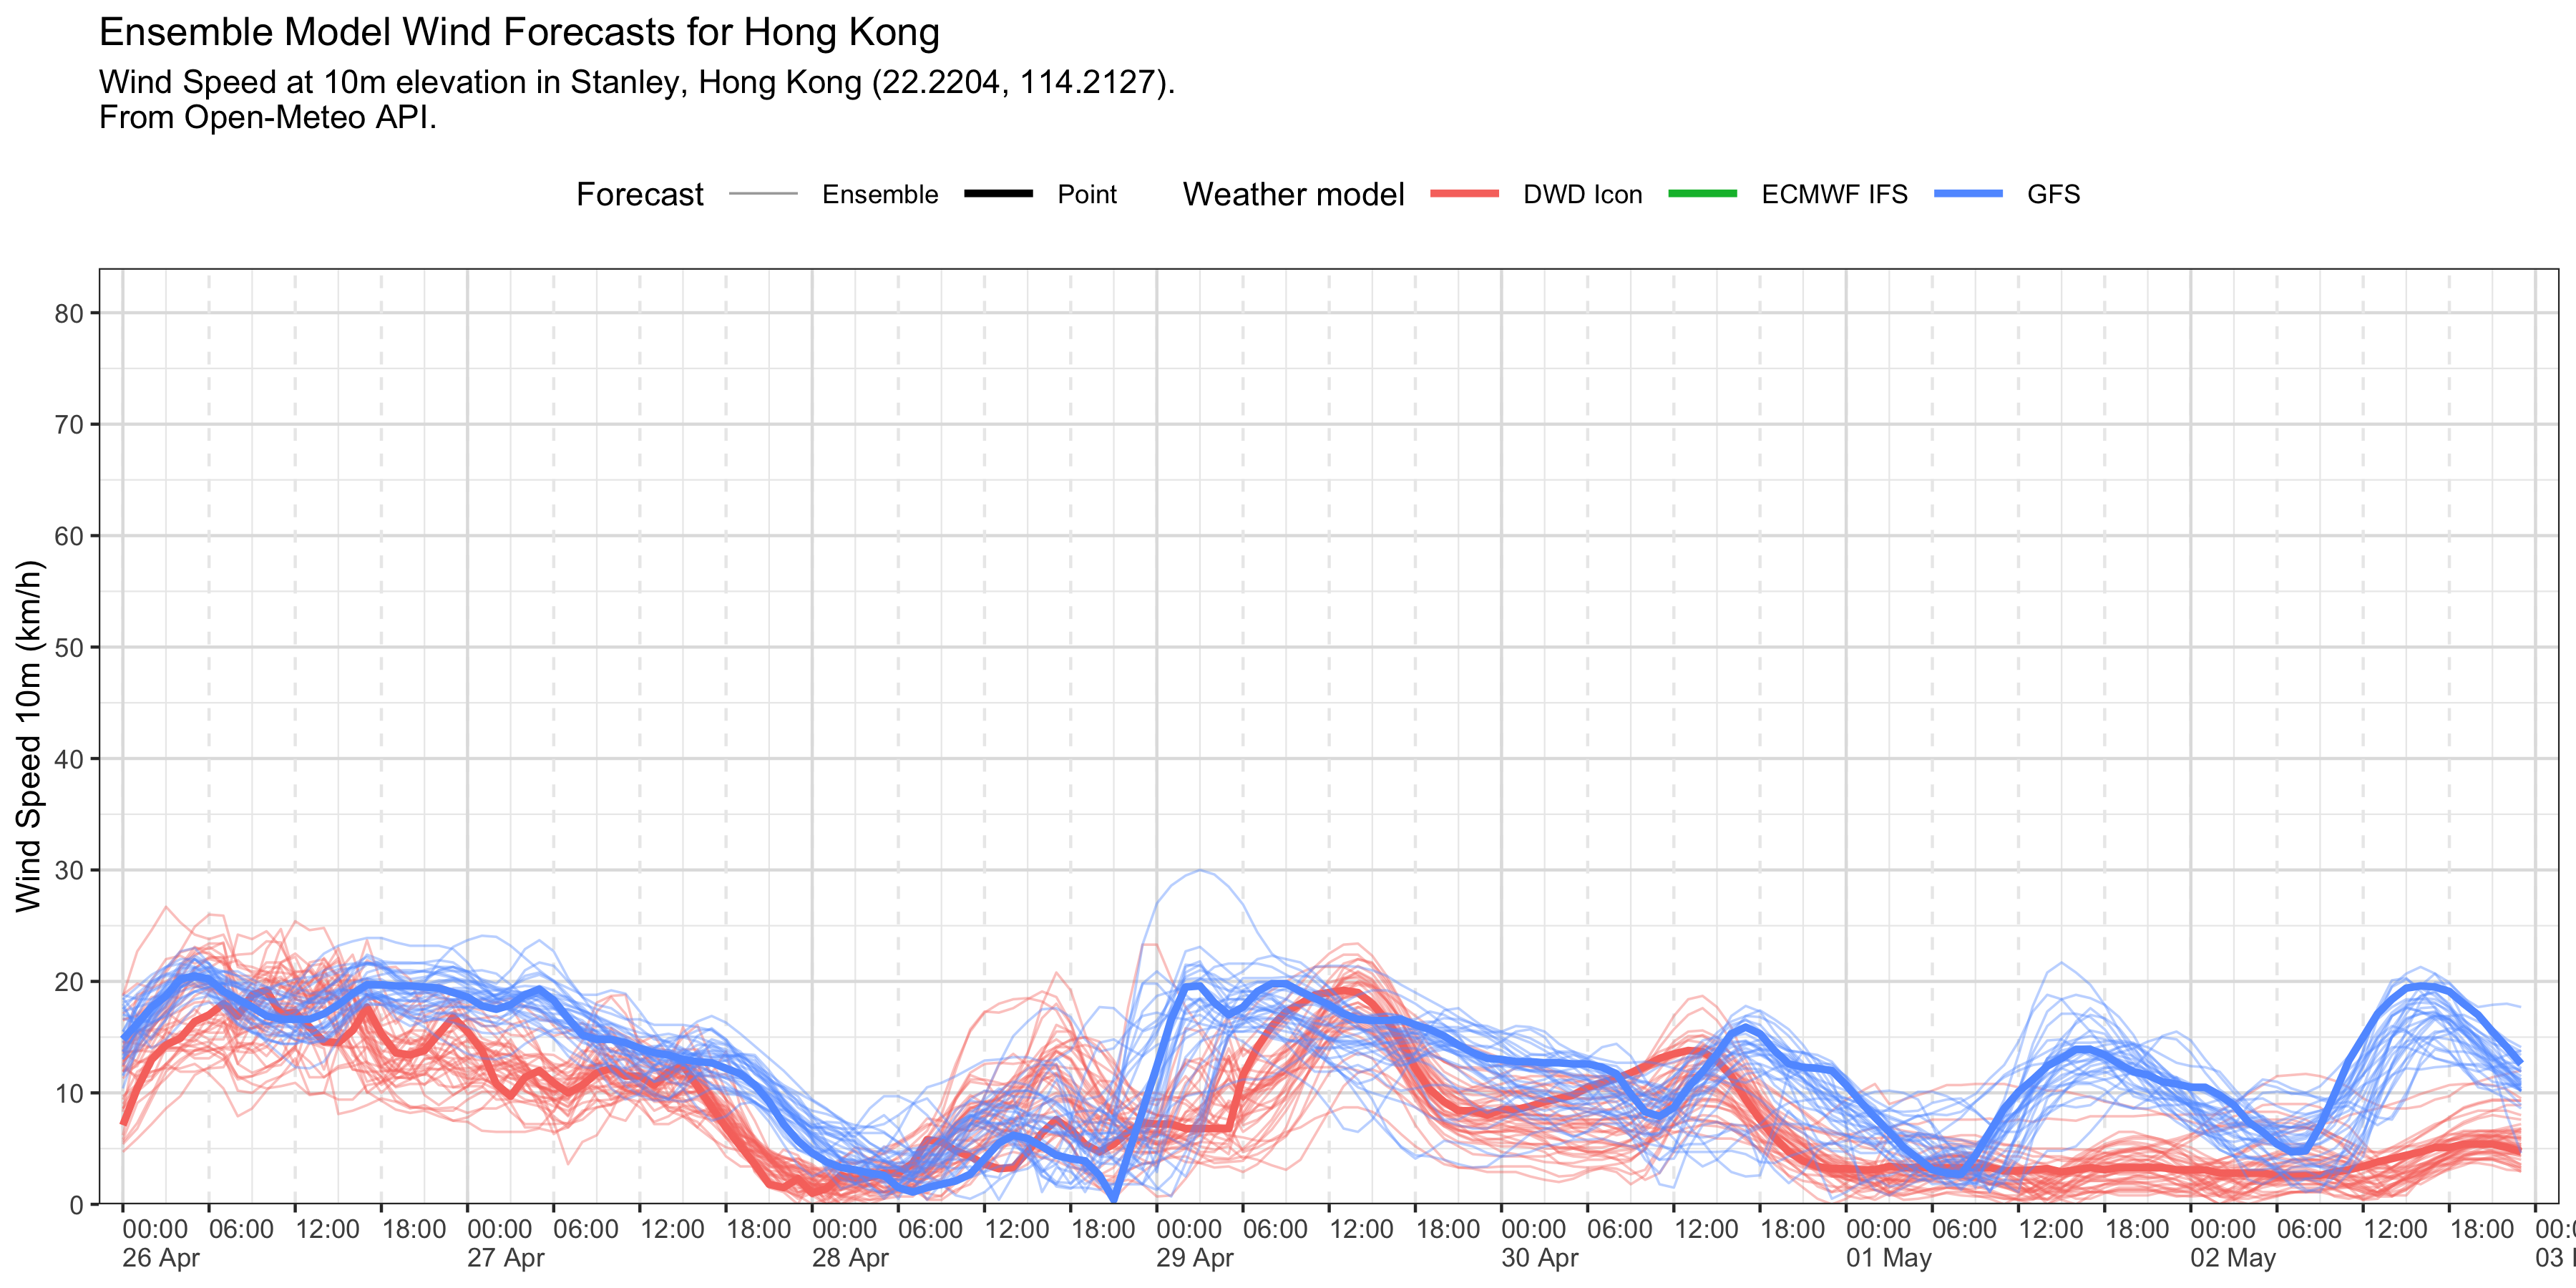 Ensemble Model Wind Forecasts for Hong Kong
Wind Speed at 10m elevation in Stanley, Hong Kong (22.2204, 114.2127).
From Open-Meteo API.
Forecast Ensemble Point Weather model DWD Icon ECMWF IFS GFS
Wind Speed 10m (km/h)
80
70
60
50
40
30
20
10
0
00:00 06:00 12:00 18:00 00:00 06:00 12:00 18:00 00:00 06:00 12:00 18:00 00:00 06:00 12:00 18:00 00:00 06:00 12:00 18:00 00:00 06:00 12:00 18:00 00:00 06:00 12:00 18:00
26 Apr 27 Apr 28 Apr 29 Apr 30 Apr 01 May 02 May 03